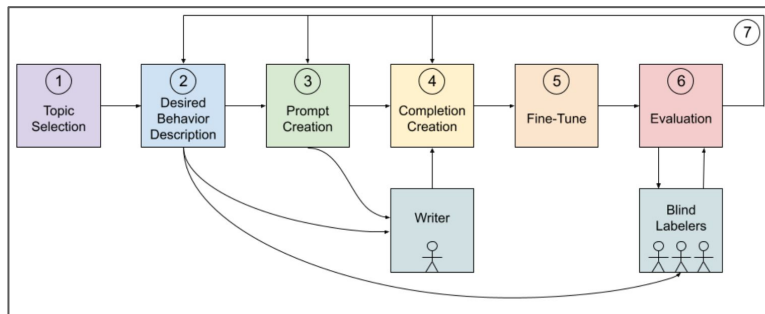 7
1
Topic
Selection
2
Desired
Behavior
Description
3
Prompt
Creation
4
Completion
Creation
5
Fine-Tune
6
Evaluation
Writer
Blind
Labelers